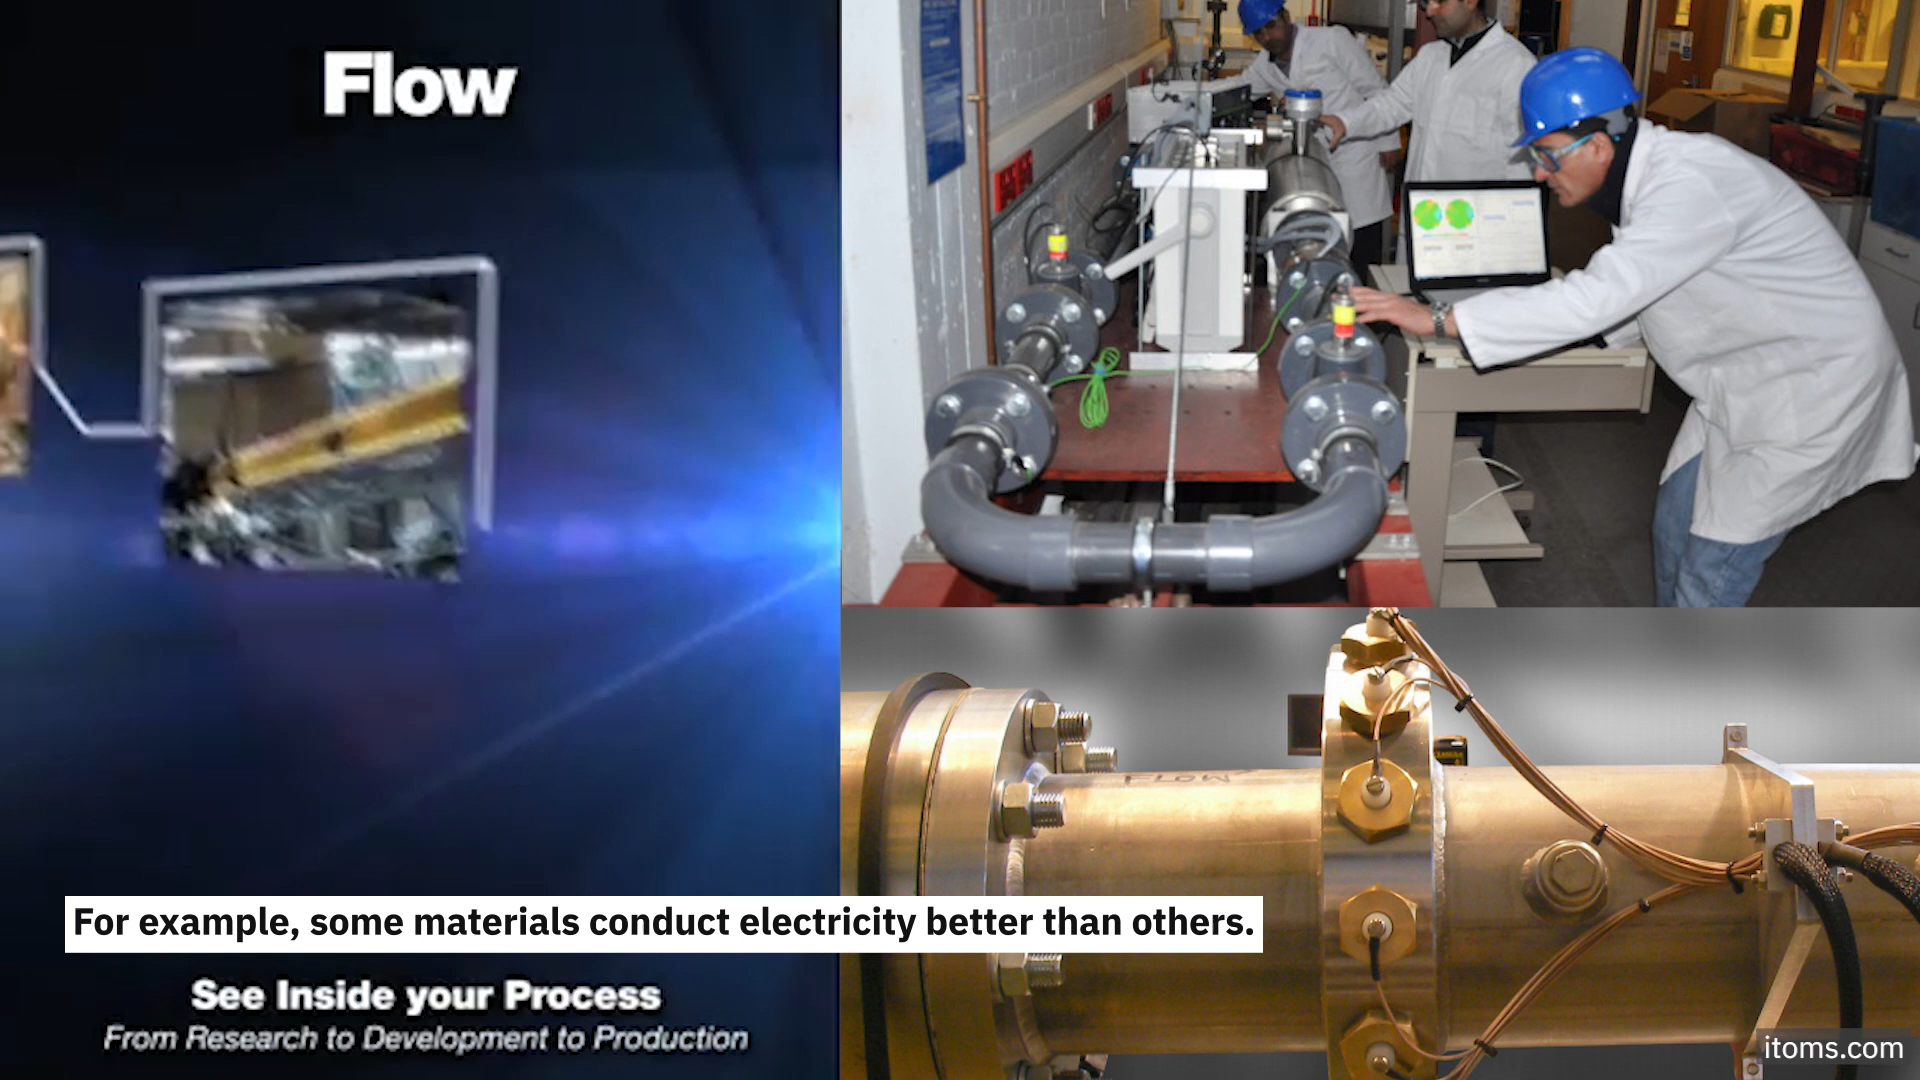 Flow
FLOW
For example, some materials conduct electricity better than others.
See Inside your Process
From Research to Development to Production
itoms.com